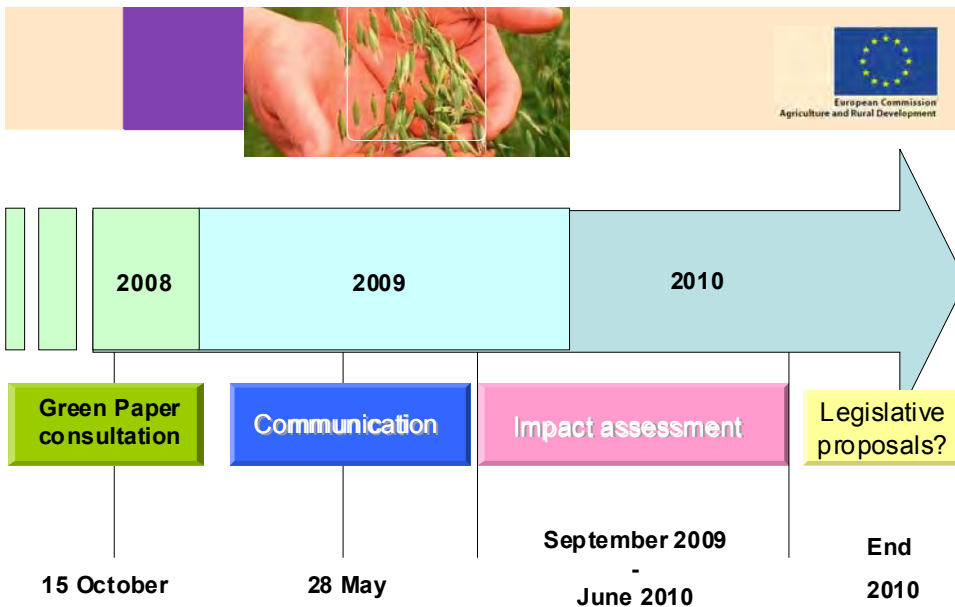 European Commission
Agriculture and Rural Development
2008
2009
2010
Green Paper
consultation
Communication
Impact assessment
Legislative
proposals?
15 October
28 May
September 2009
-
June 2010
End
2010